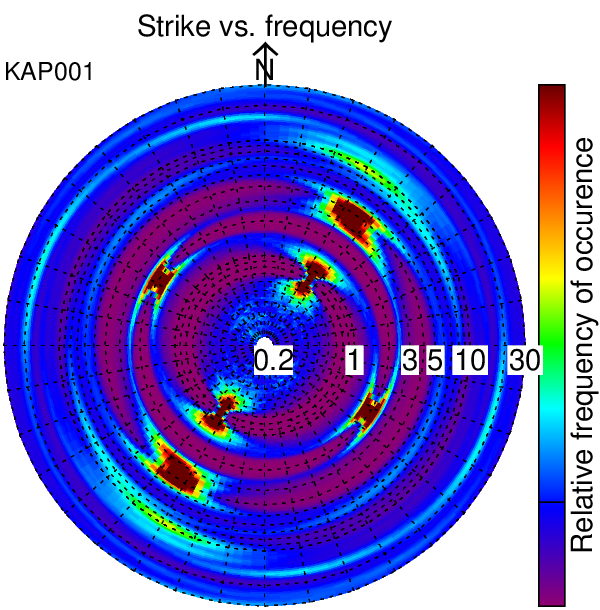 Strike vs. frequency
N
KAP001
0.2 1 3 5 10 30
Relative frequency of occurence